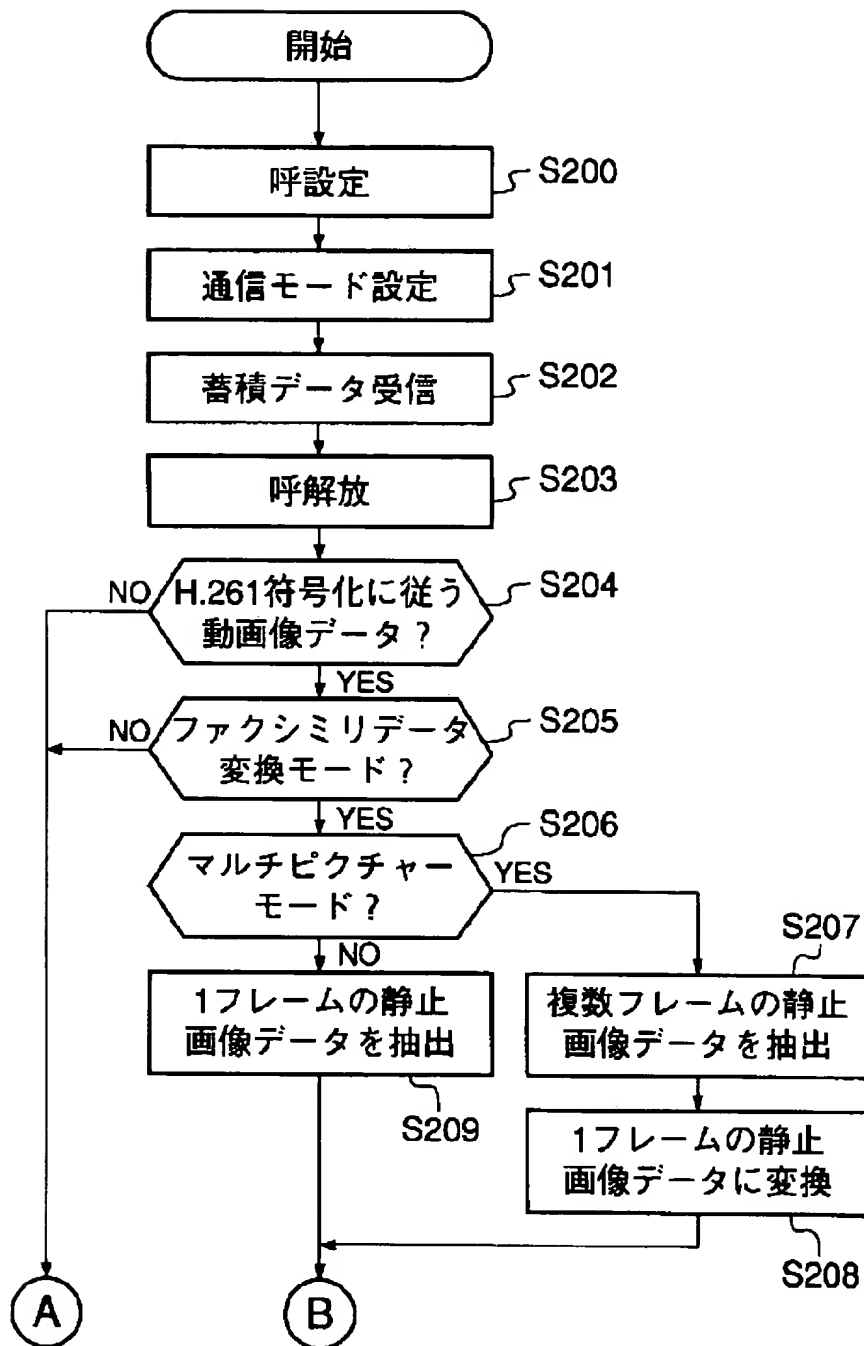 開始
呼設定
S200
通信モード設定
S201
蓄積データ受信
S202
呼解放
S203
H.261符号化に従う
動画像データ？
S204
NO
YES
ファクシミリデータ
変換モード？
S205
NO
YES
マルチピクチャー
モード？
S206
YES
NO
S207
複数フレームの静止
画像データを抽出
1フレームの静止
画像データを抽出
S209
1フレームの静止
画像データに変換
S208
A
B